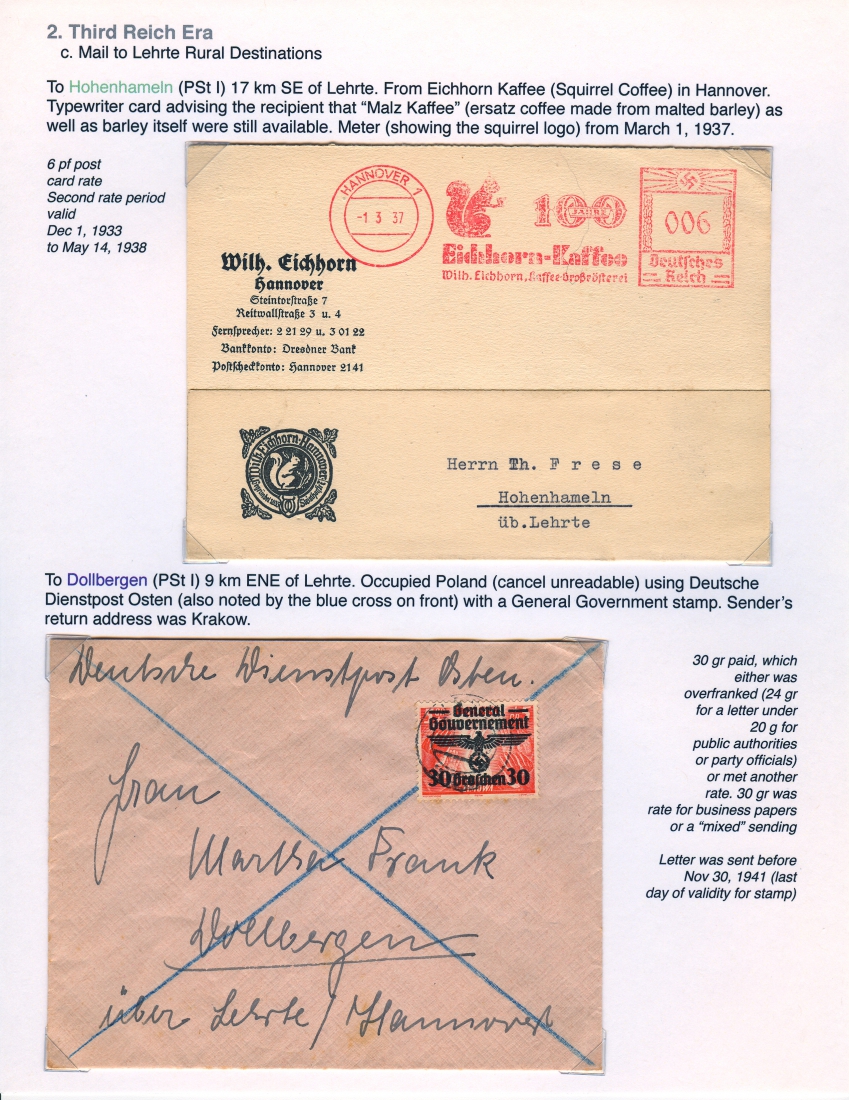 2. Third Reich Era
c. Mail to Lehrte Rural Destinations
To Hohenhameln (PSt I) 17 km SE of Lehrte. From Eichhorn Kaffee (Squirrel Coffee) in Hannover.
Typewriter card advising the recipient that “Malz Kaffee” (ersatz coffee made from malted barley) as
well as barley itself were still available. Meter (showing the squirrel logo) from March 1, 1937.
6 pf post
card rate
Second rate period
valid
Dec 1, 1933
to May 14, 1938
HANNOVER 1
-1 3 37
100
JAHRE
Eichhorn-Kaffee
Wilh. Eichhorn, Kaffee-Großrösterei
006
Deutsches
Reich
Wilh. Eichhorn
Hannover
Steintorstraße 7
Reitwallstraße 3 u. 4
Fernsprecher: 2 21 29 u. 3 01 22
Bankkonto: Dresdner Bank
Postscheckkonto: Hannover 2141
Wilh. Eichhorn-Hannover
Herrn Th. F r e s e
Hohenhameln
üb.Lehrte
To Dollbergen (PSt I) 9 km ENE of Lehrte. Occupied Poland (cancel unreadable) using Deutsche
Dienstpost Osten (also noted by the blue cross on front) with a General Government stamp. Sender’s
return address was Krakow.
Deutsche Dienstpost Osten.
General
Gouvernement
30 Groschen 30
Frau
Martha Frank
Dollbergen
über Lehrte / Hannover
30 gr paid, which
either was
overfranked (24 gr
for a letter under
20 g for
public authorities
or party officials)
or met another
rate. 30 gr was
rate for business papers
or a “mixed” sending
Letter was sent before
Nov 30, 1941 (last
day of validity for stamp)